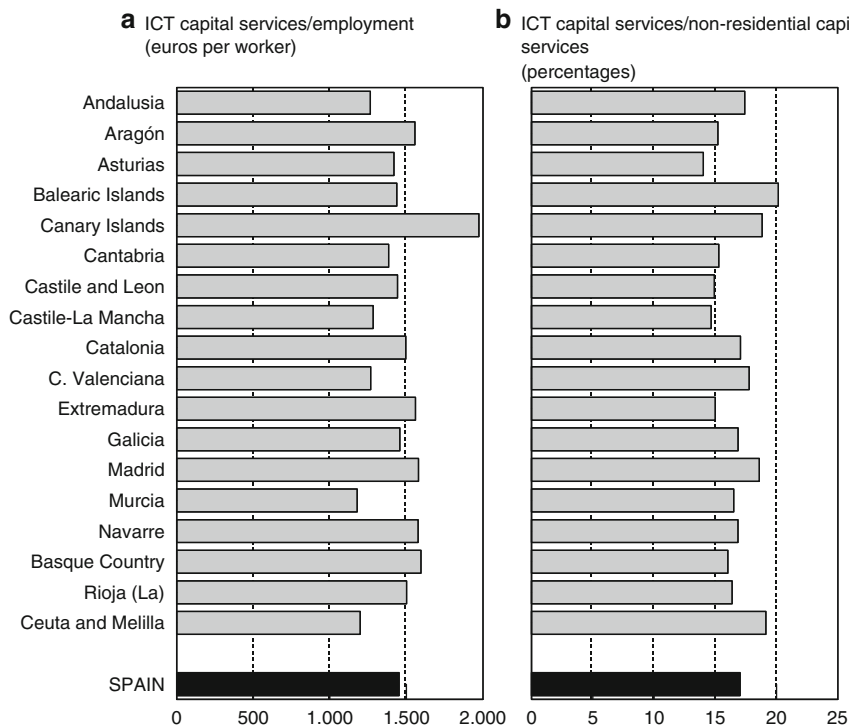 a ICT capital services/employment
(euros per worker)
b ICT capital services/non-residential capi
services
(percentages)
Andalusia
Aragón
Asturias
Balearic Islands
Canary Islands
Cantabria
Castile and Leon
Castile-La Mancha
Catalonia
C. Valenciana
Extremadura
Galicia
Madrid
Murcia
Navarre
Basque Country
Rioja (La)
Ceuta and Melilla
SPAIN
0 500 1.000 1.500 2.000
0 5 10 15 20 25